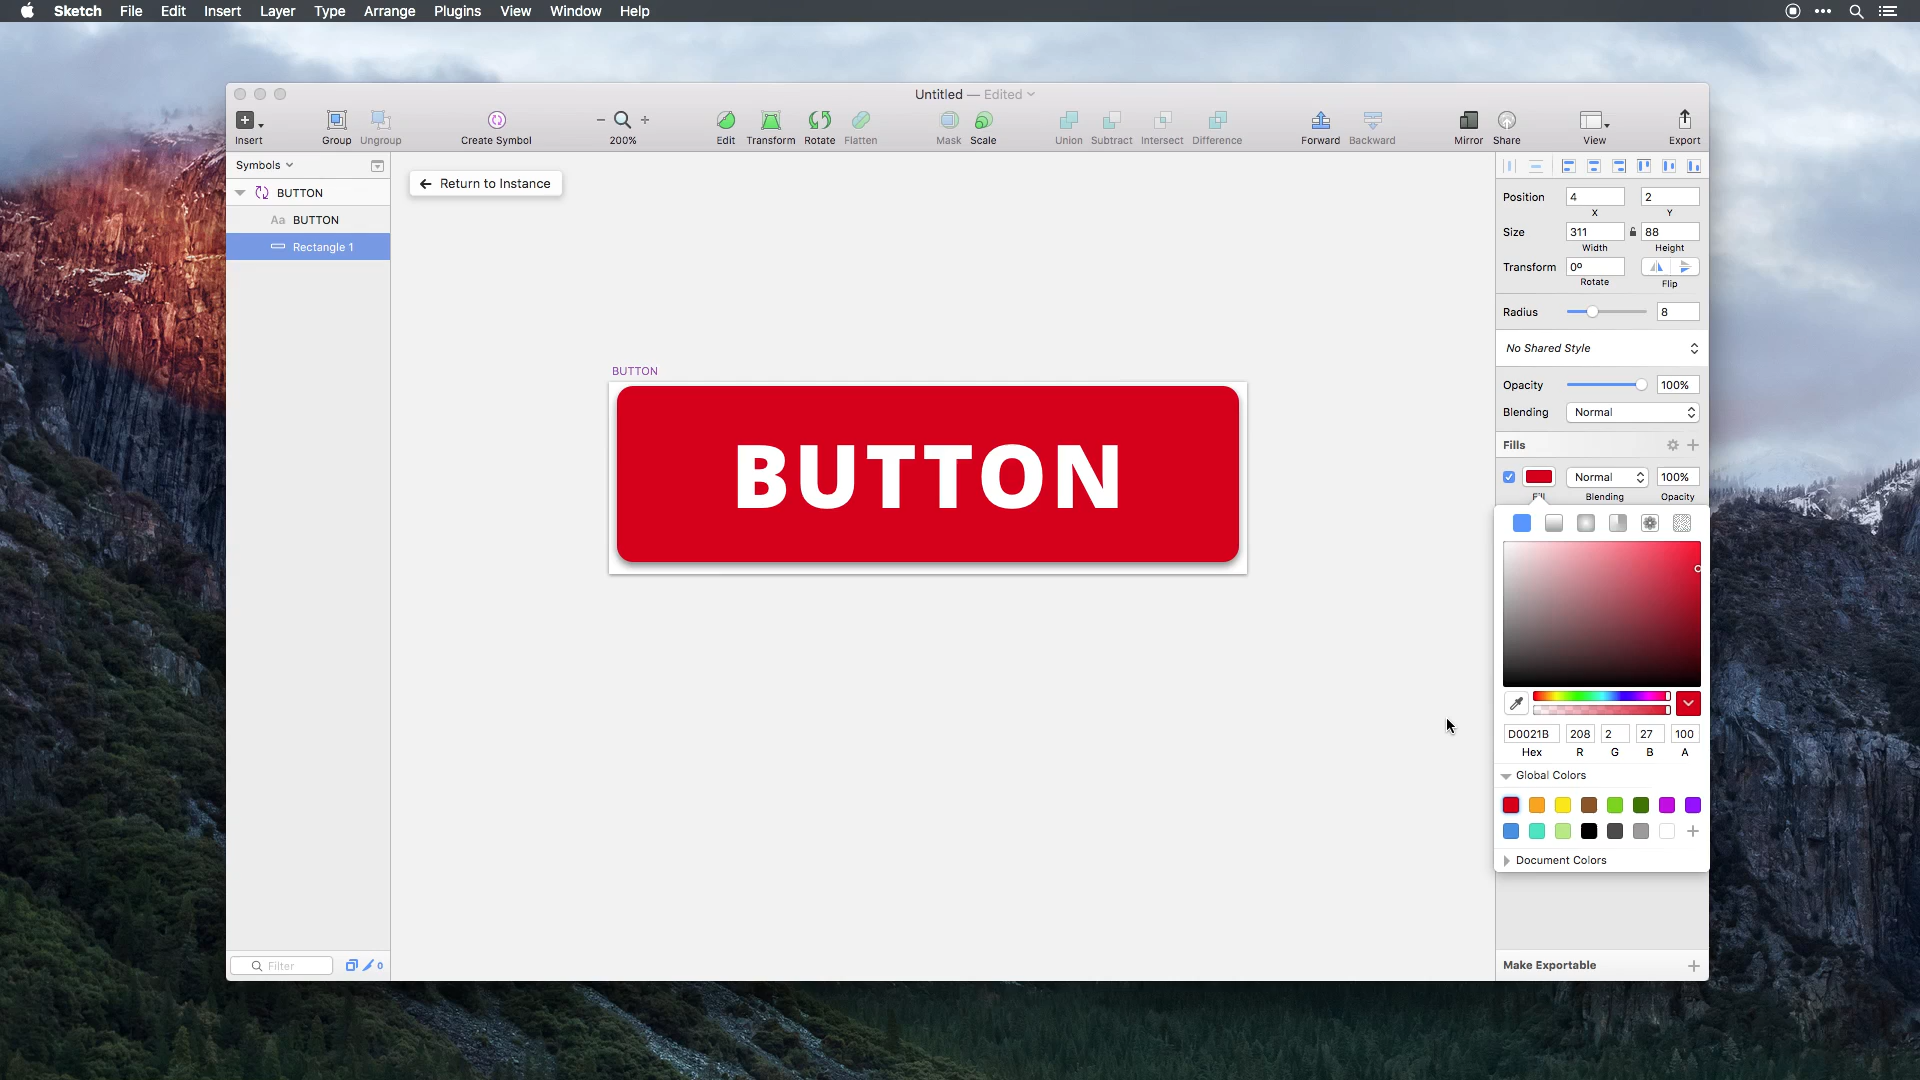 Sketch File Edit Insert Layer Type Arrange Plugins View Window Help
Untitled — Edited
Insert Group Ungroup Create Symbol 200% Edit Transform Rotate Flatten Mask Scale Union Subtract Intersect Difference Forward Backward Mirror Share View Export
Symbols
BUTTON
Aa BUTTON
Rectangle 1
Filter 0
Return to Instance
BUTTON
BUTTON
Position 4 2
X Y
Size 311 88
Width Height
Transform 0º
Rotate Flip
Radius 8
No Shared Style
Opacity 100%
Blending Normal
Fills
Normal 100%
Fill Blending Opacity
D0021B 208 2 27 100
Hex R G B A
Global Colors
Document Colors
Make Exportable